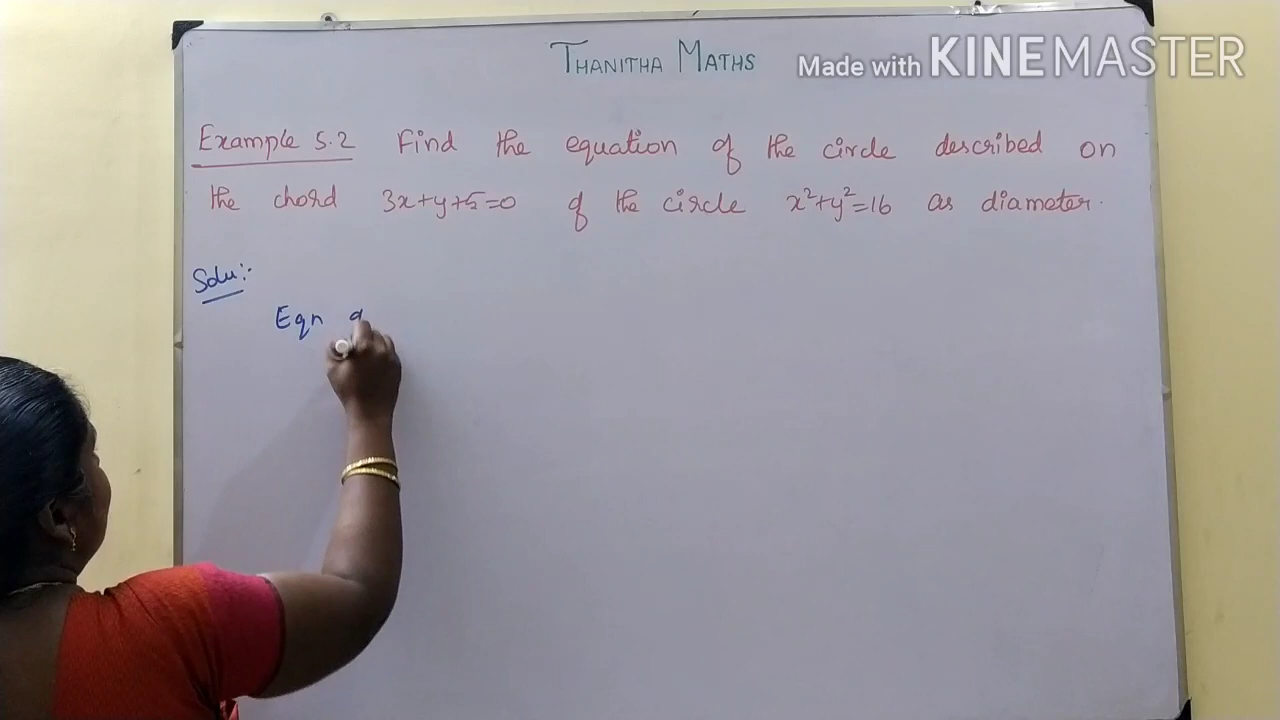 THANITHA MATHS
Made with KINEMASTER
Example 5.2 Find the equation of the circle described on
the chord 3x+y+5=0 of the circle x²+y²=16 as diameter.
Solu:-
Eqn